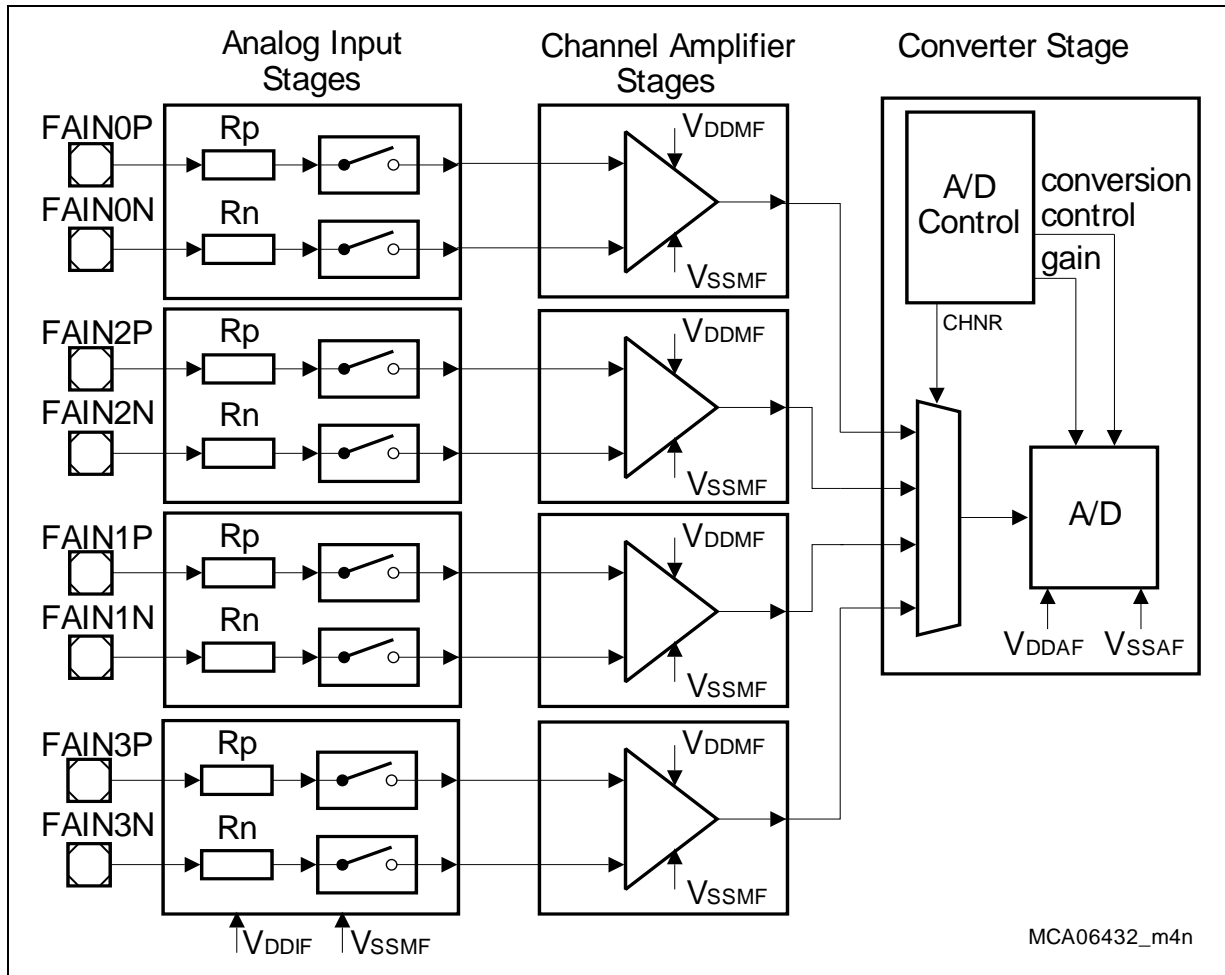 Analog Input
Stages
Channel Amplifier
Stages
Converter Stage
FAIN0P
Rp
FAIN0N
Rn
VDDMF
VSSMF
A/D
Control
conversion
control
gain
CHNR
FAIN2P
Rp
FAIN2N
Rn
VDDMF
VSSMF
FAIN1P
Rp
FAIN1N
Rn
VDDMF
VSSMF
A/D
VDDAF
VSSAF
FAIN3P
Rp
FAIN3N
Rn
VDDMF
VSSMF
VDDIF
VSSMF
MCA06432_m4n